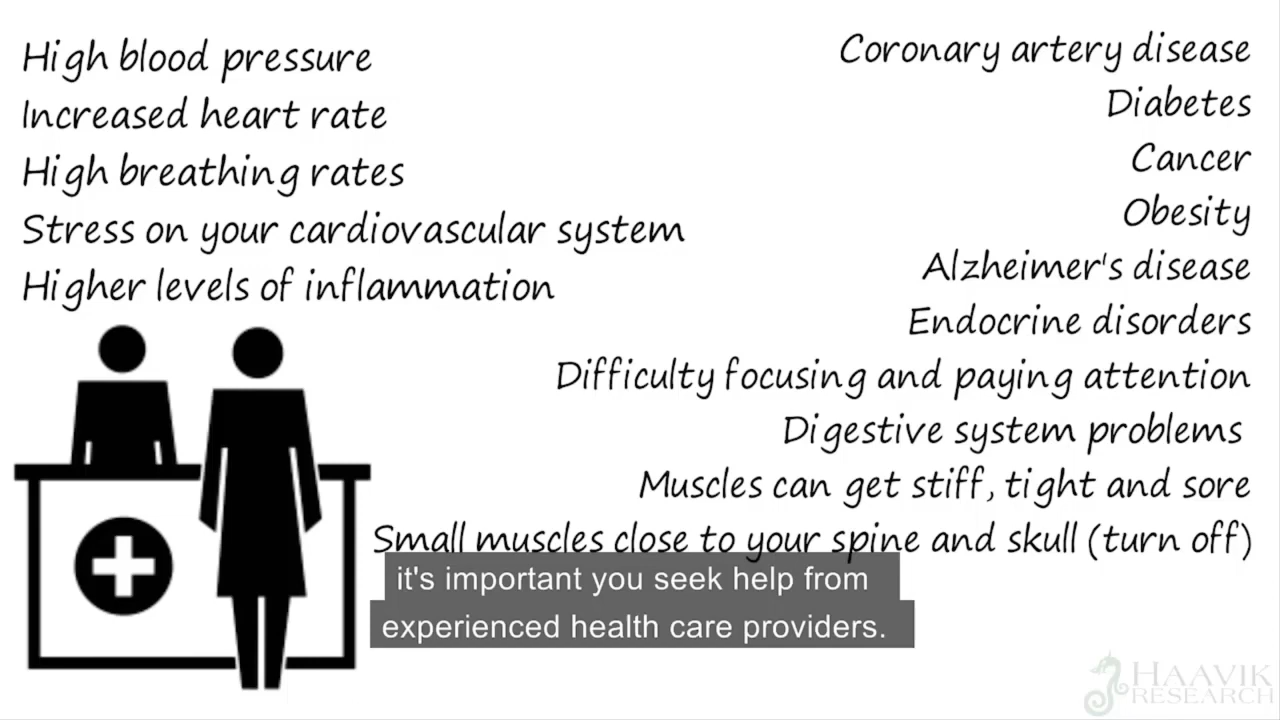 High blood pressure
Increased heart rate
High breathing rates
Stress on your cardiovascular system
Higher levels of inflammation
Coronary artery disease
Diabetes
Cancer
Obesity
Alzheimer's disease
Endocrine disorders
Difficulty focusing and paying attention
Digestive system problems
Muscles can get stiff, tight and sore
Small muscles close to your spine and skull (turn off)
it's important you seek help from
experienced health care providers.
HAAVIK
RESEARCH